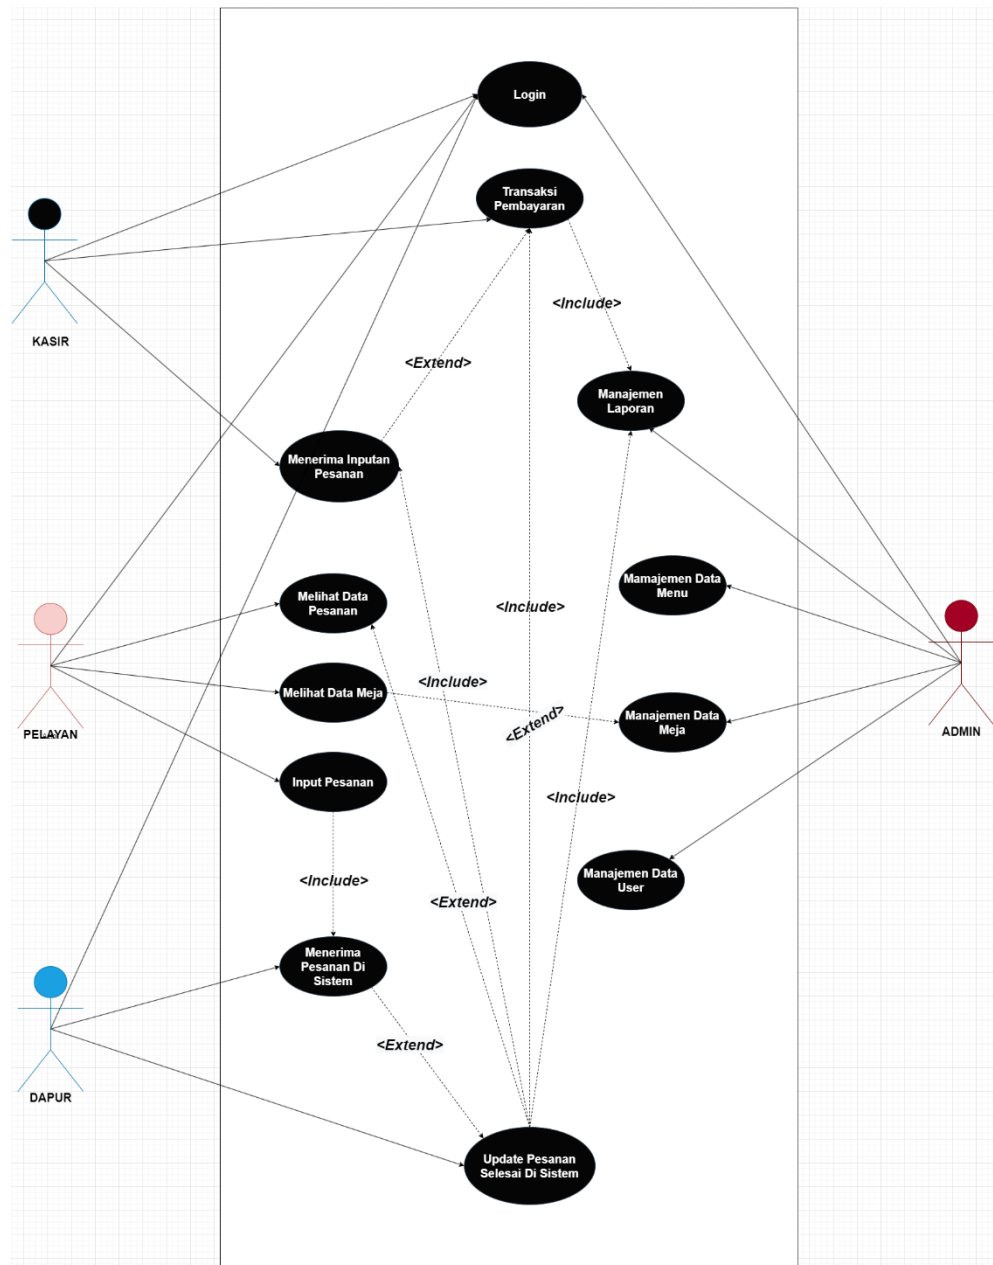 Login
Transaksi
Pembayaran
<Include>
KASIR
<Extend>
Manajemen
Laporan
Menerima Inputan
Pesanan
Mamajemen Data
Menu
Melihat Data
Pesanan
<Include>
Melihat Data Meja
<Include>
Manajemen Data
Meja
<Extend>
PELAYAN
ADMIN
Input Pesanan
<Include>
Manajemen Data
User
<Include>
<Extend>
Menerima
Pesanan Di
Sistem
<Extend>
DAPUR
Update Pesanan
Selesai Di Sistem